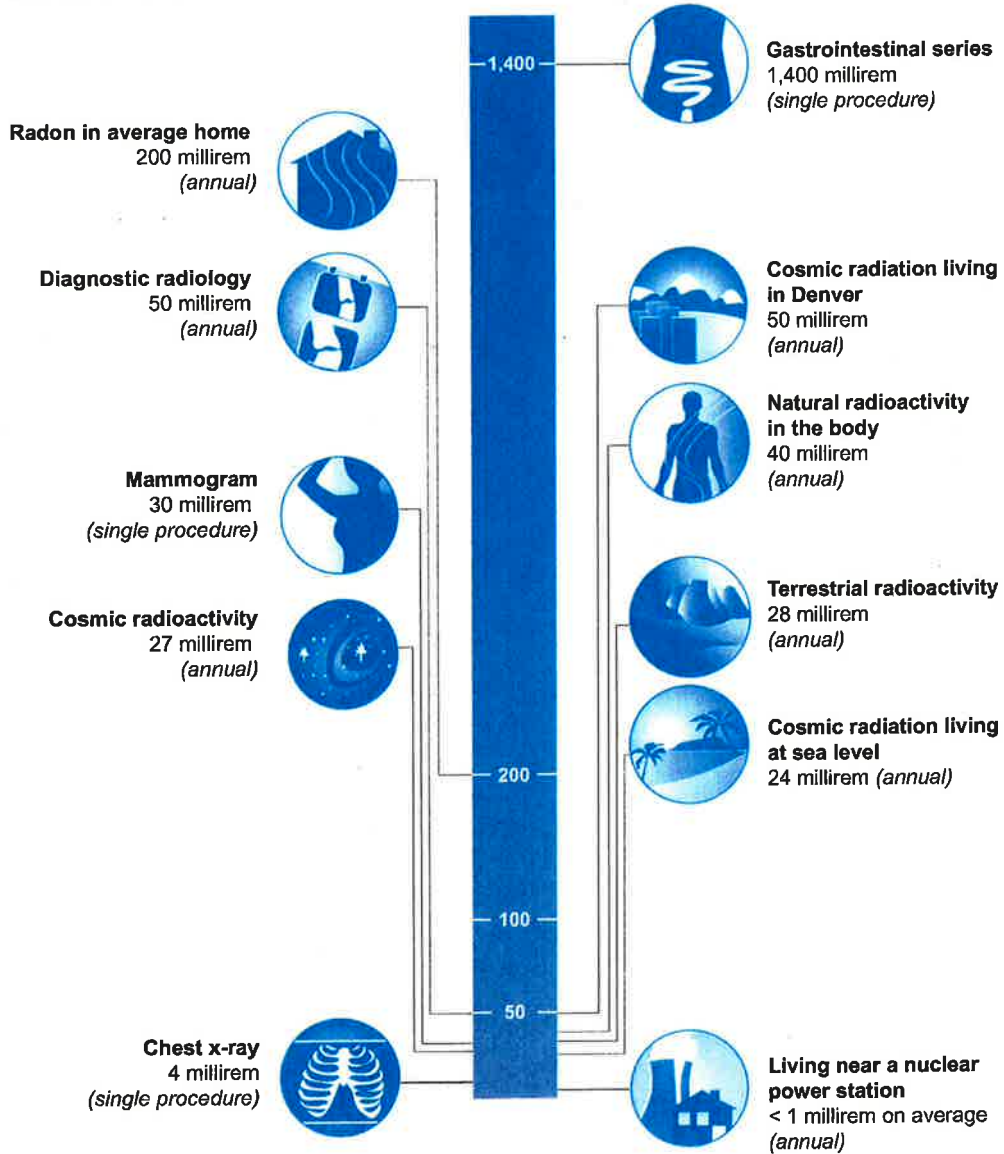 1,400
Gastrointestinal series
1,400 millirem
(single procedure)
Radon in average home
200 millirem
(annual)
Diagnostic radiology
50 millirem
(annual)
Cosmic radiation living
in Denver
50 millirem
(annual)
Natural radioactivity
in the body
40 millirem
(annual)
Mammogram
30 millirem
(single procedure)
Terrestrial radioactivity
28 millirem
(annual)
Cosmic radioactivity
27 millirem
(annual)
Cosmic radiation living
at sea level
24 millirem (annual)
200
100
50
Chest x-ray
4 millirem
(single procedure)
Living near a nuclear
power station
< 1 millirem on average
(annual)